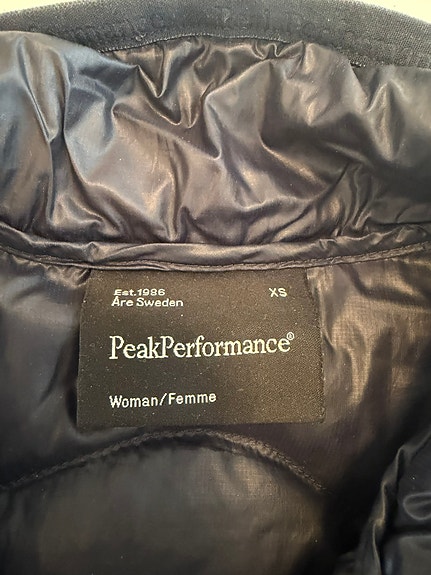 Est.1986 XS
Åre Sweden
PeakPerformance®
Woman/Femme